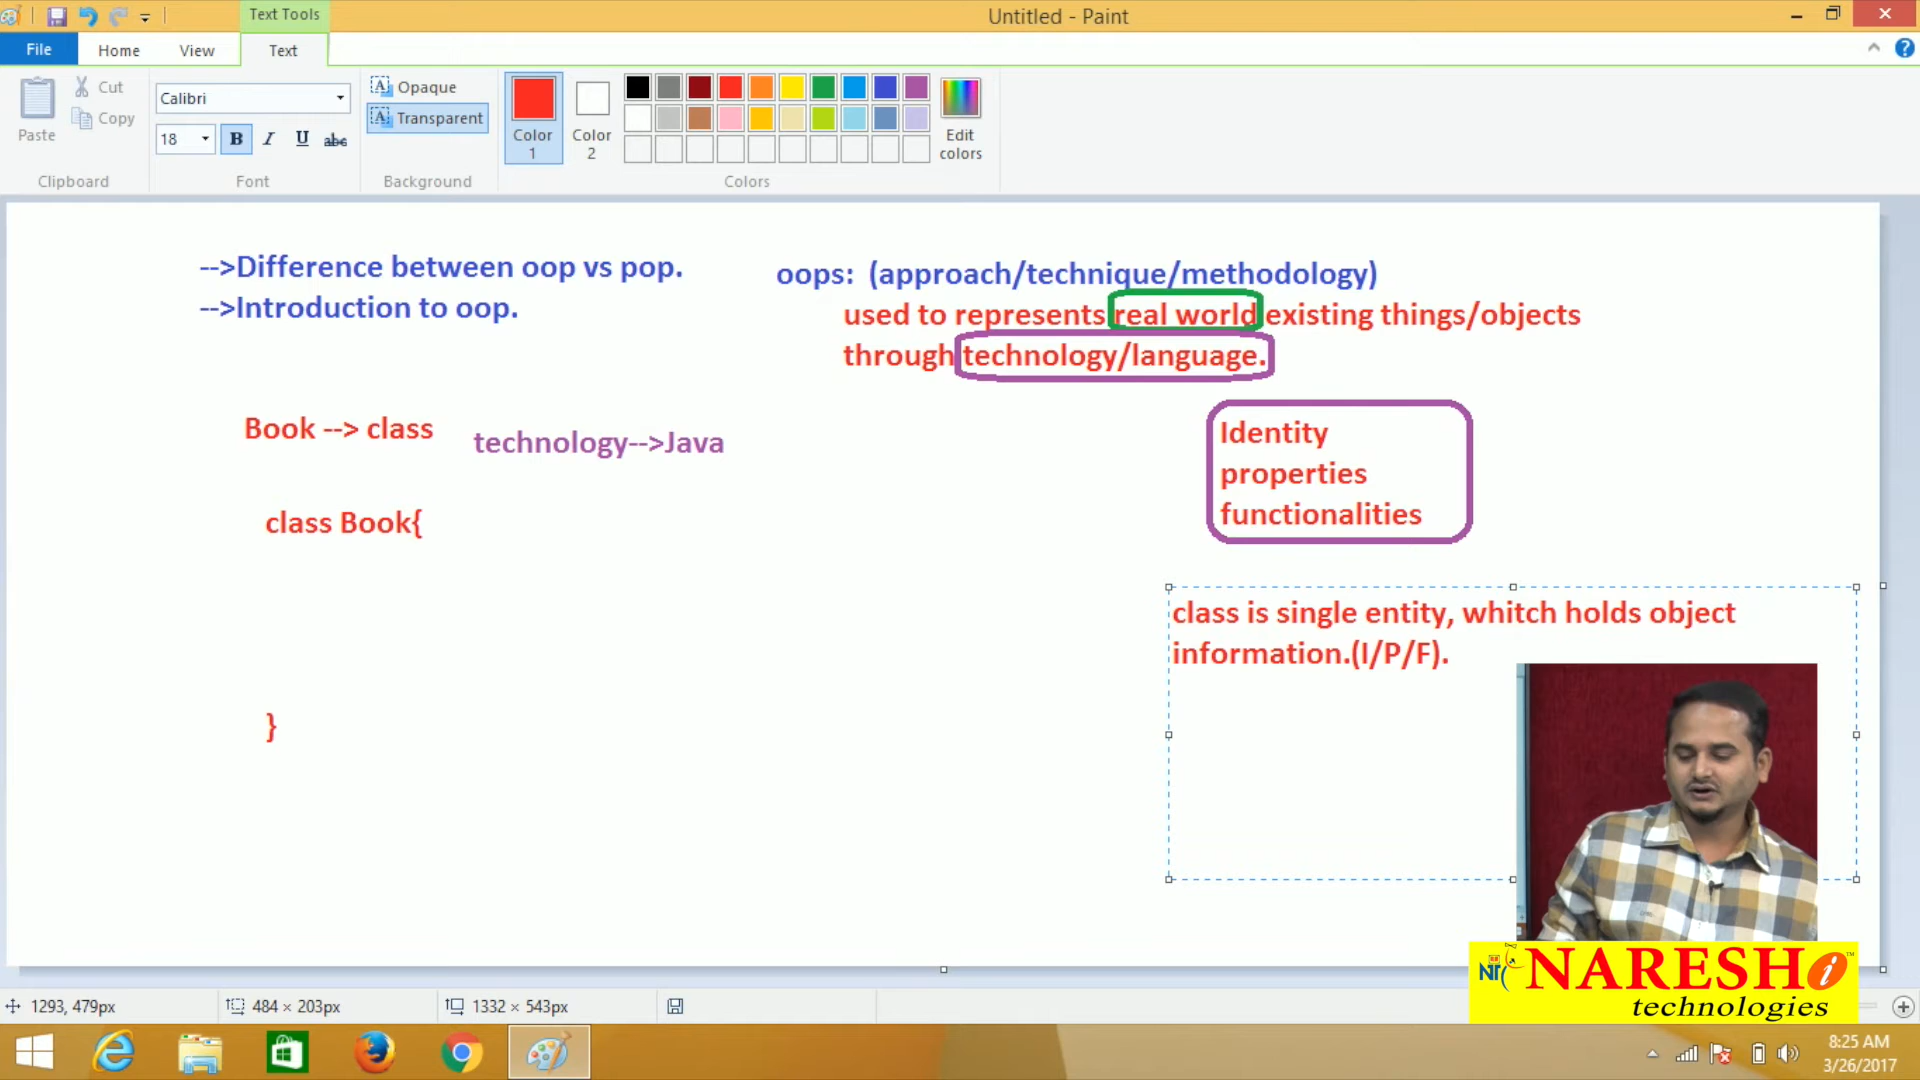 Text Tools
Untitled - Paint
File
Home
View
Text
Cut
Copy
Paste
Clipboard
Calibri
18
B
I
U
abc
Font
Opaque
Transparent
Background
Color
1
Color
2
Edit
colors
Colors
-->Difference between oop vs pop.
-->Introduction to oop.
oops: (approach/technique/methodology)
used to represents real world existing things/objects
through technology/language.
Book --> class
technology-->Java
class Book{
}
Identity
properties
functionalities
class is single entity, whitch holds object
information.(I/P/F).
NARESH i
technologies
1293, 479px
484 × 203px
1332 × 543px
8:25 AM
3/26/2017